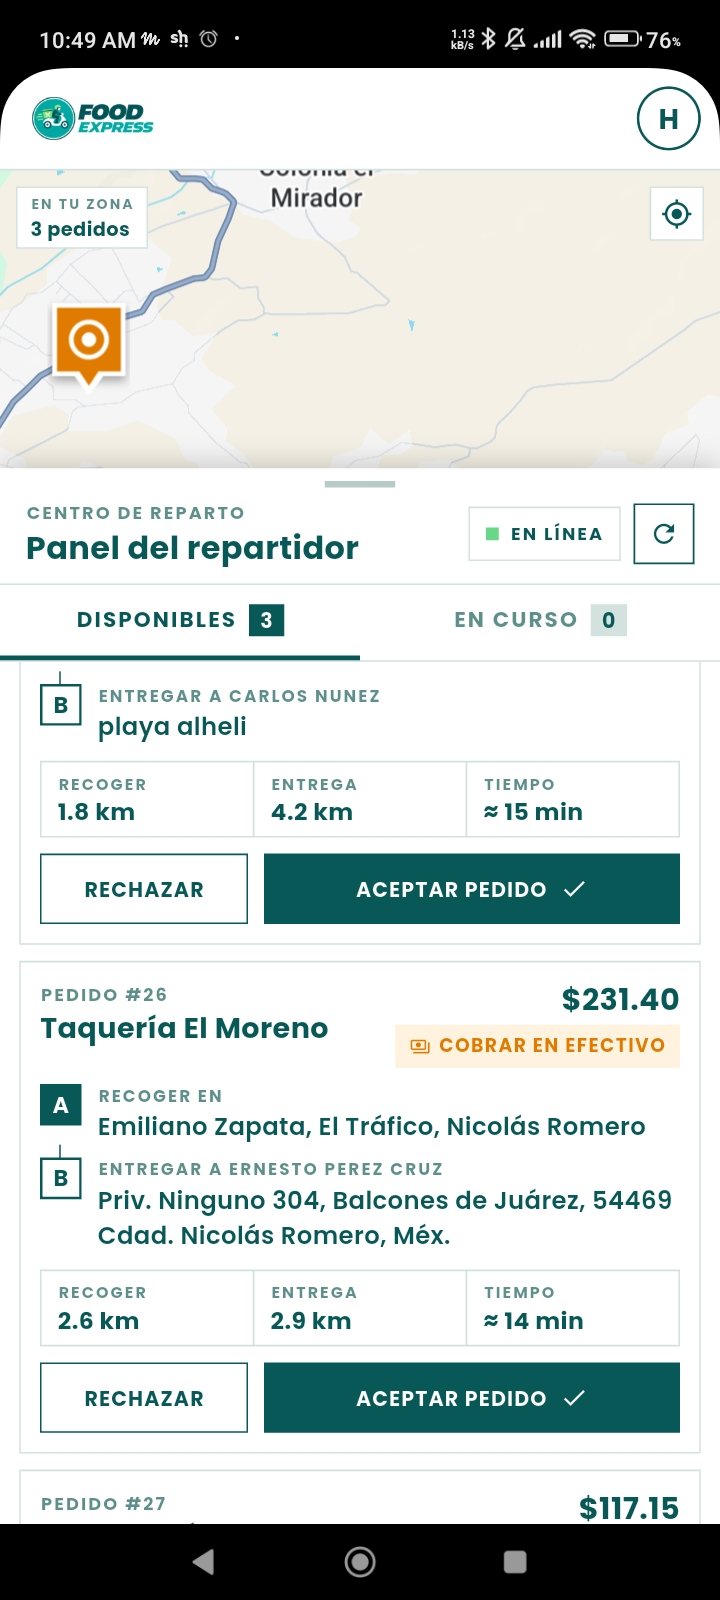 10:49 AM
1.13 kB/s
76%
FOOD
EXPRESS
H
Colonia el
Mirador
EN TU ZONA
3 pedidos
CENTRO DE REPARTO
Panel del repartidor
EN LÍNEA
DISPONIBLES 3
EN CURSO 0
B
ENTREGAR A CARLOS NUNEZ
playa alheli
RECOGER
1.8 km
ENTREGA
4.2 km
TIEMPO
≈ 15 min
RECHAZAR
ACEPTAR PEDIDO
PEDIDO #26
$231.40
Taquería El Moreno
COBRAR EN EFECTIVO
A
RECOGER EN
Emiliano Zapata, El Tráfico, Nicolás Romero
B
ENTREGAR A ERNESTO PEREZ CRUZ
Priv. Ninguno 304, Balcones de Juárez, 54469
Cdad. Nicolás Romero, Méx.
RECOGER
2.6 km
ENTREGA
2.9 km
TIEMPO
≈ 14 min
RECHAZAR
ACEPTAR PEDIDO
PEDIDO #27
$117.15